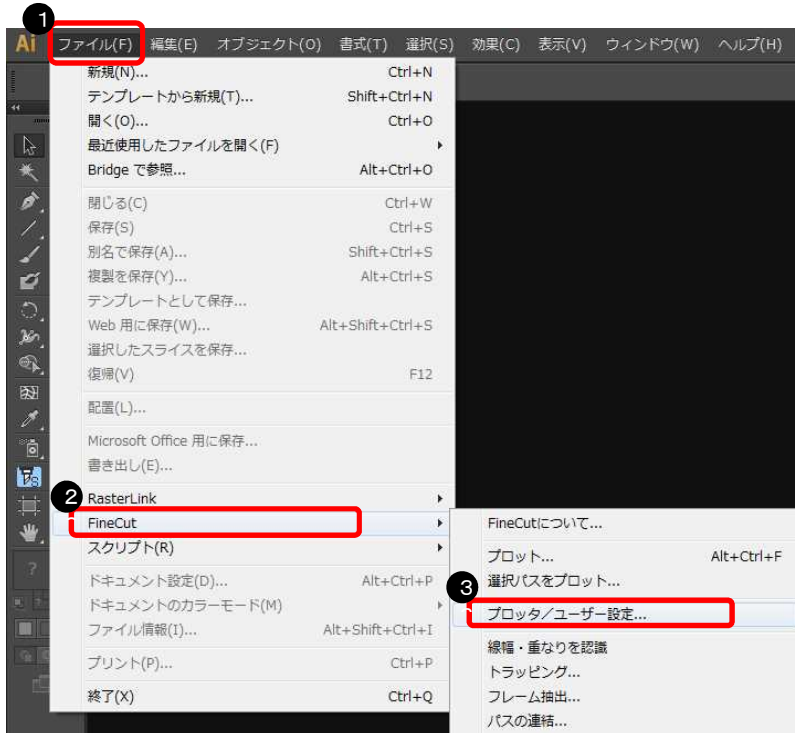 1
Ai ファイル(F) 編集(E) オブジェクト(O) 書式(T) 選択(S) 効果(C) 表示(V) ウィンドウ(W) ヘルプ(H)
新規(N)... Ctrl+N
テンプレートから新規(T)... Shift+Ctrl+N
開く(O)... Ctrl+O
最近使用したファイルを開く(F)
Bridge で参照... Alt+Ctrl+O
閉じる(C) Ctrl+W
保存(S) Ctrl+S
別名で保存(A)... Shift+Ctrl+S
複製を保存(Y)... Alt+Ctrl+S
テンプレートとして保存...
Web 用に保存(W)... Alt+Shift+Ctrl+S
選択したスライスを保存...
復帰(V) F12
配置(L)...
Microsoft Office 用に保存...
書き出し(E)...
2
RasterLink
FineCut
スクリプト(R)
ドキュメント設定(D)... Alt+Ctrl+P
ドキュメントのカラーモード(M)
ファイル情報(I)... Alt+Shift+Ctrl+I
プリント(P)... Ctrl+P
終了(X) Ctrl+Q
FineCutについて...
プロット... Alt+Ctrl+F
選択パスをプロット...
3
プロッタ／ユーザー設定...
線幅・重なりを認識
トラッピング...
フレーム抽出...
パスの連結...